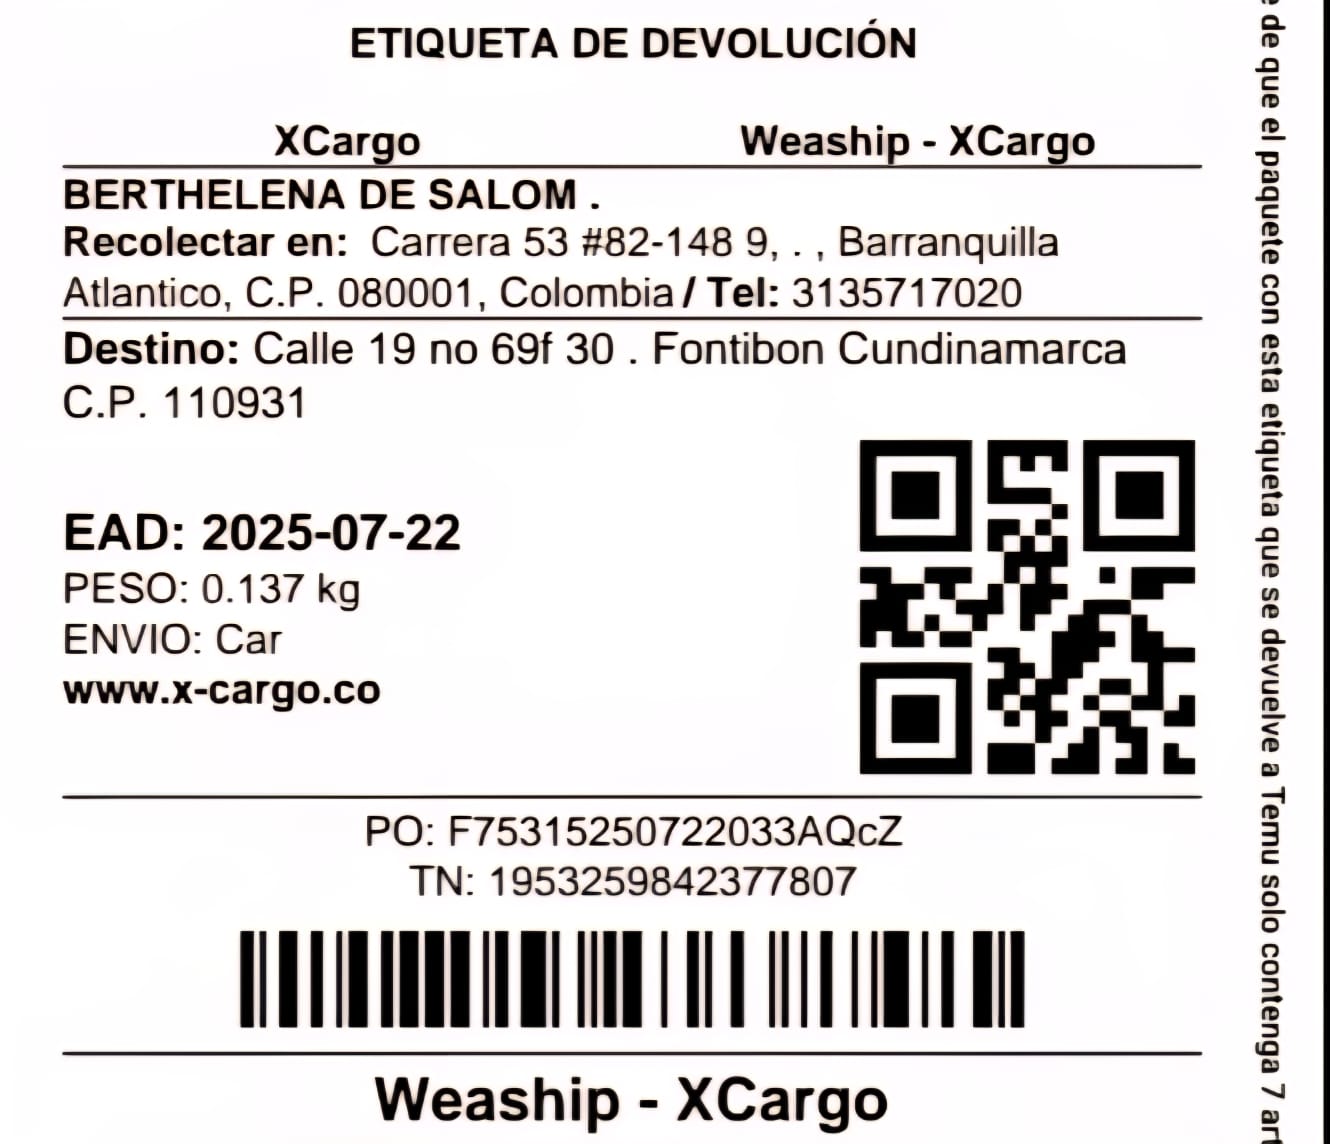 ETIQUETA DE DEVOLUCIÓN
XCargo
Weaship - XCargo
BERTHELENA DE SALOM .
Recolectar en: Carrera 53 #82-148 9, . , Barranquilla
Atlantico, C.P. 080001, Colombia / Tel: 3135717020
Destino: Calle 19 no 69f 30 . Fontibon Cundinamarca
C.P. 110931
EAD: 2025-07-22
PESO: 0.137 kg
ENVIO: Car
www.x-cargo.co
PO: F75315250722033AQcZ
TN: 1953259842377807
Weaship - XCargo
de que el paquete con esta etiqueta que se devuelve a Temu solo contenga 7